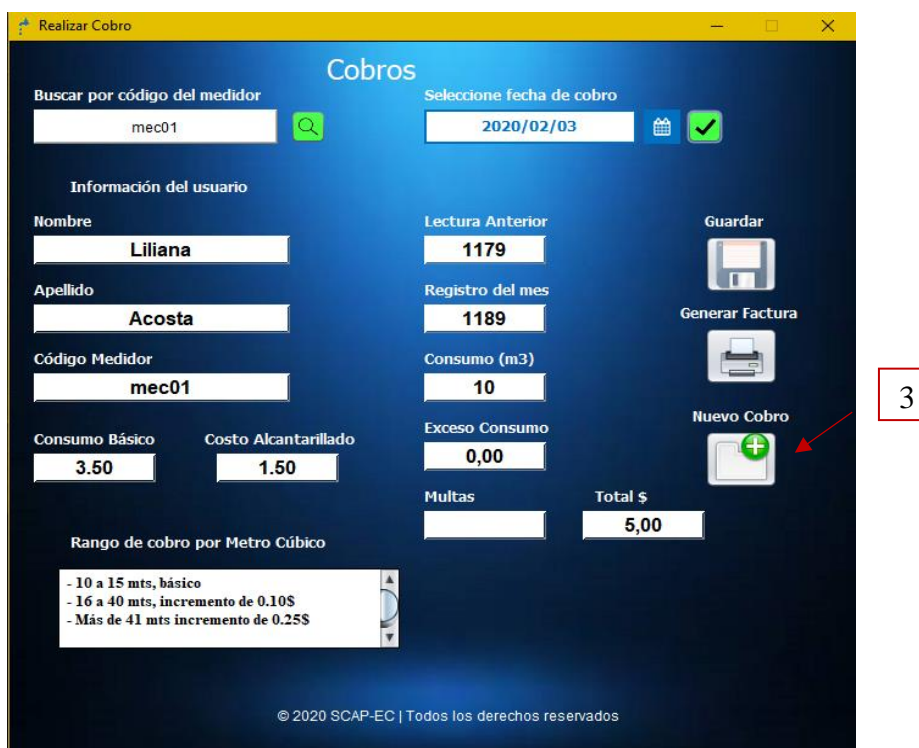 Realizar Cobro
Cobros
Buscar por código del medidor
mec01
Seleccione fecha de cobro
2020/02/03
Información del usuario
Nombre
Liliana
Apellido
Acosta
Código Medidor
mec01
Consumo Básico
3.50
Costo Alcantarillado
1.50
Lectura Anterior
1179
Registro del mes
1189
Consumo (m3)
10
Exceso Consumo
0,00
Multas
Total $
5,00
Guardar
Generar Factura
Nuevo Cobro
3
Rango de cobro por Metro Cúbico
- 10 a 15 mts, básico
- 16 a 40 mts, incremento de 0.10$
- Más de 41 mts incremento de 0.25$
© 2020 SCAP-EC | Todos los derechos reservados